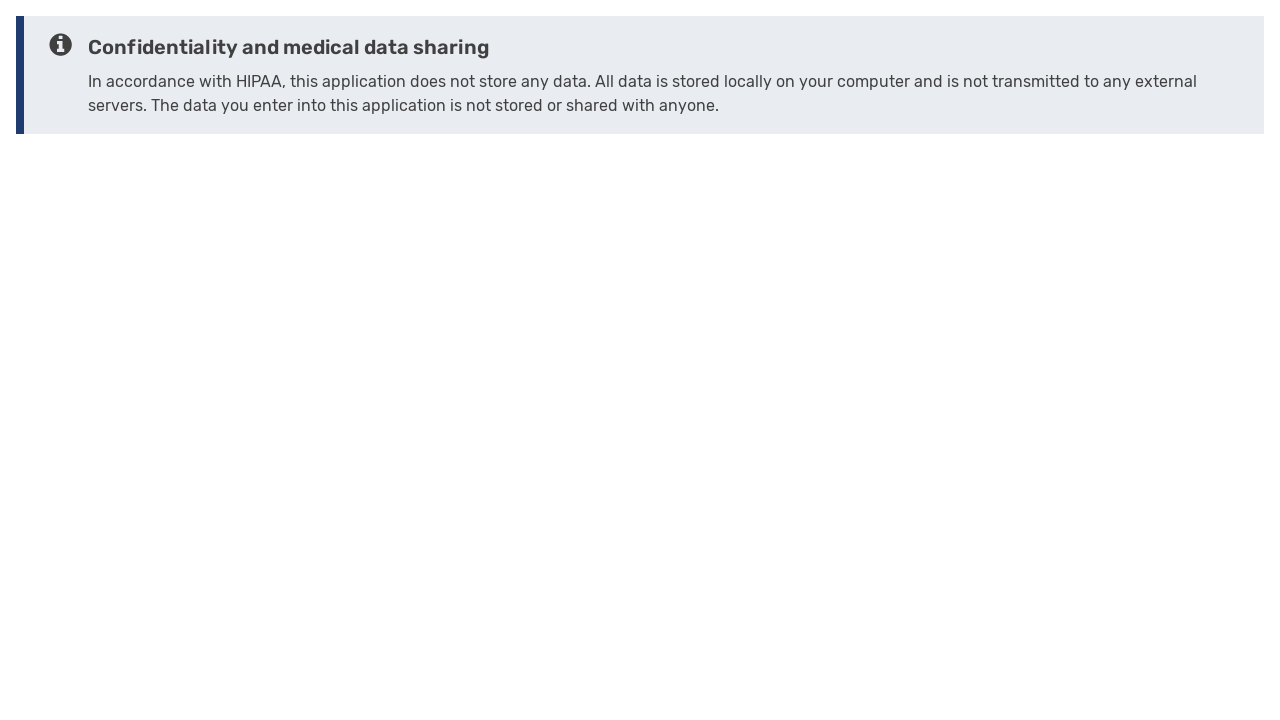 Confidentiality and medical data sharing
In accordance with HIPAA, this application does not store any data. All data is stored locally on your computer and is not transmitted to any external
servers. The data you enter into this application is not stored or shared with anyone.